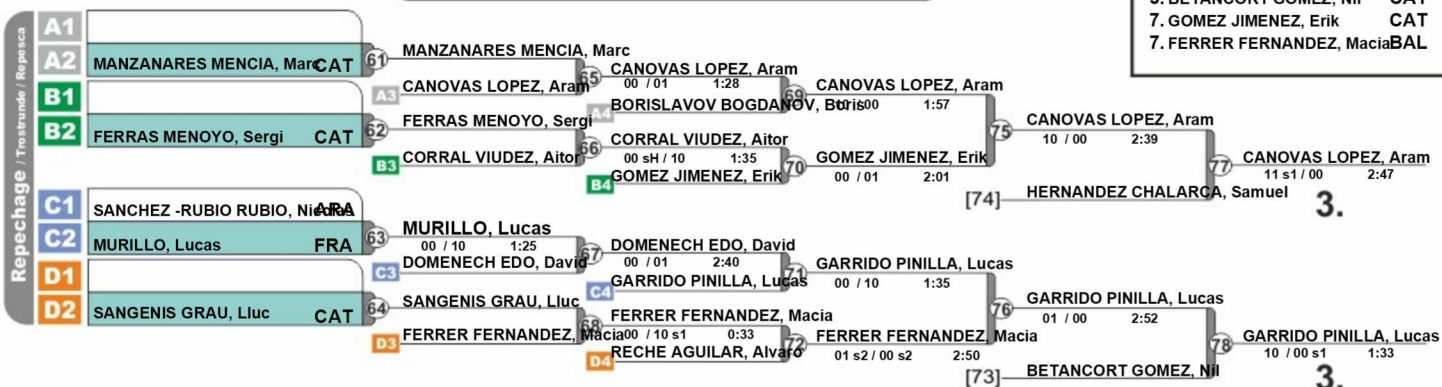 5. BETANCORT GOMEZ, Nil CAT
7. GOMEZ JIMENEZ, Erik CAT
7. FERRER FERNANDEZ, Macia BAL
Repechage / Trostrunde / Repesca
A1
A2 MANZANARES MENCIA, Marc CAT
B1
B2 FERRAS MENOYO, Sergi CAT
C1 SANCHEZ -RUBIO RUBIO, Nicolas ARA
C2 MURILLO, Lucas FRA
D1
D2 SANGENIS GRAU, Lluc CAT
61 MANZANARES MENCIA, Marc
A3 CANOVAS LOPEZ, Aram
62 FERRAS MENOYO, Sergi
B3 CORRAL VIUDEZ, Aitor
63 MURILLO, Lucas
00 / 10 1:25
C3 DOMENECH EDO, David
64 SANGENIS GRAU, Lluc
D3 FERRER FERNANDEZ, Macia
65 CANOVAS LOPEZ, Aram
00 / 01 1:28
A4 BORISLAVOV BOGDANOV, Boris
66 CORRAL VIUDEZ, Aitor
00 sH / 10 1:35
B4 GOMEZ JIMENEZ, Erik
67 DOMENECH EDO, David
00 / 01 2:40
C4 GARRIDO PINILLA, Lucas
68 FERRER FERNANDEZ, Macia
00 / 10 s1 0:33
D4 RECHE AGUILAR, Alvaro
69 CANOVAS LOPEZ, Aram
10 / 00 1:57
70 GOMEZ JIMENEZ, Erik
00 / 01 2:01
71 GARRIDO PINILLA, Lucas
00 / 10 1:35
72 FERRER FERNANDEZ, Macia
01 s2 / 00 s2 2:50
75 CANOVAS LOPEZ, Aram
10 / 00 2:39
[74] HERNANDEZ CHALARCA, Samuel
76 GARRIDO PINILLA, Lucas
01 / 00 2:52
[73] BETANCORT GOMEZ, Nil
77 CANOVAS LOPEZ, Aram
11 s1 / 00 2:47
3.
78 GARRIDO PINILLA, Lucas
10 / 00 s1 1:33
3.